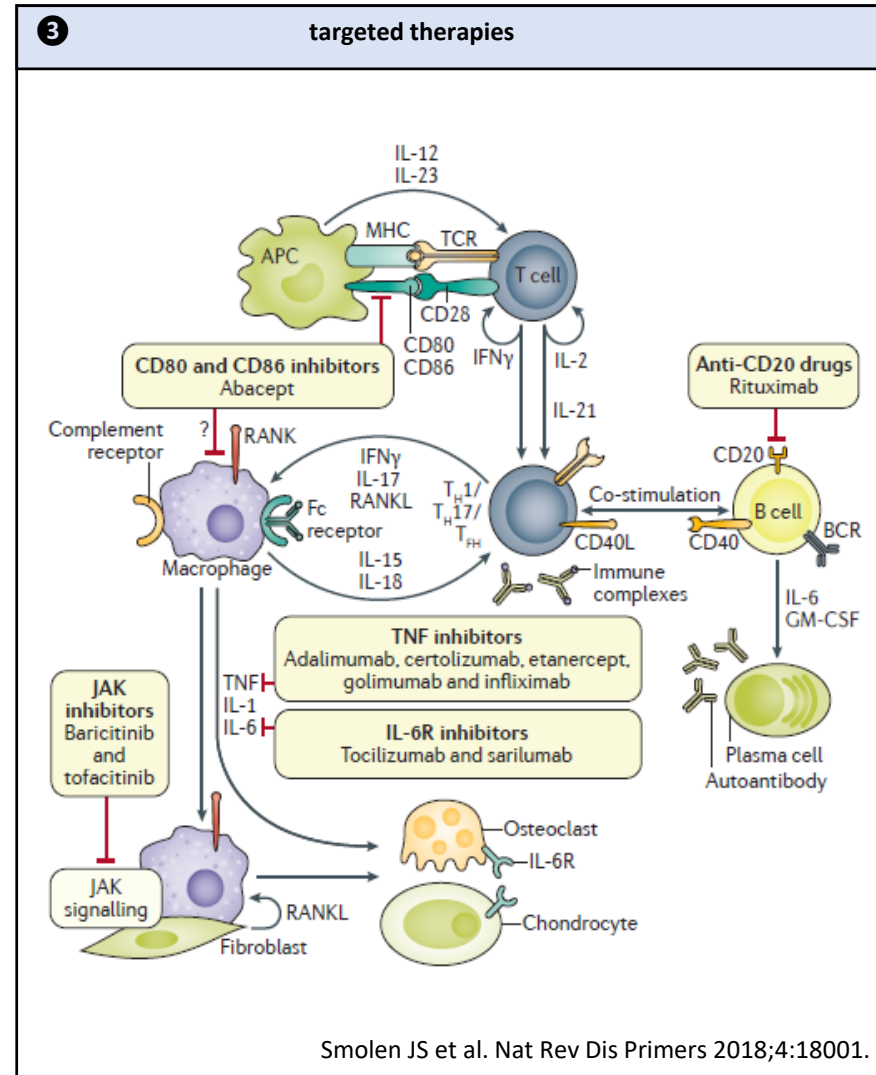 ❸ targeted therapies
IL-12
IL-23
MHC TCR
APC
T cell
CD28
CD80
CD86
IFNγ
IL-2
CD80 and CD86 inhibitors
Abacept
Anti-CD20 drugs
Rituximab
IL-21
Complement
receptor
?
RANK
CD20
IFNγ
IL-17
RANKL
TH1/
TH17/
TFH
Co-stimulation
B cell
Fc
receptor
CD40L
CD40
BCR
Macrophage
IL-15
IL-18
Immune
complexes
IL-6
GM-CSF
TNF inhibitors
Adalimumab, certolizumab, etanercept,
golimumab and infliximab
TNF
IL-1
IL-6
JAK
inhibitors
Baricitinib
and
tofacitinib
IL-6R inhibitors
Tocilizumab and sarilumab
Plasma cell
Autoantibody
Osteoclast
IL-6R
JAK
signalling
RANKL
Chondrocyte
Fibroblast
Smolen JS et al. Nat Rev Dis Primers 2018;4:18001.